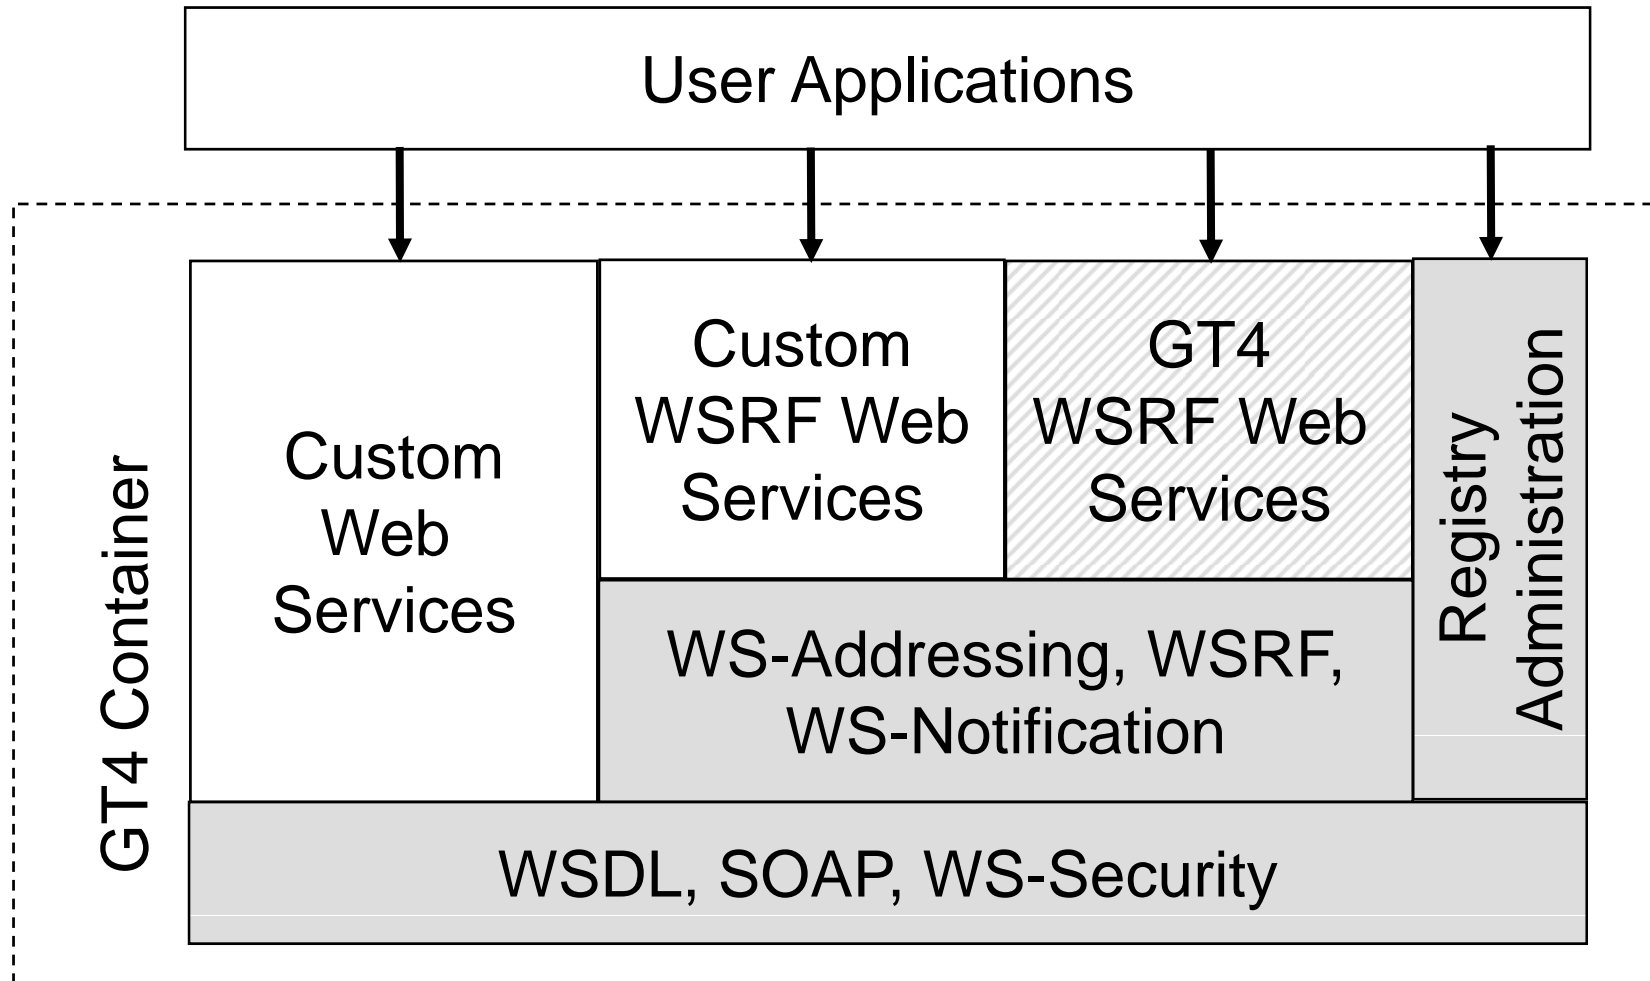 User Applications
GT4 Container
Custom
Web
Services
Custom
WSRF Web
Services
GT4
WSRF Web
Services
Registry
Administration
WS-Addressing, WSRF,
WS-Notification
WSDL, SOAP, WS-Security